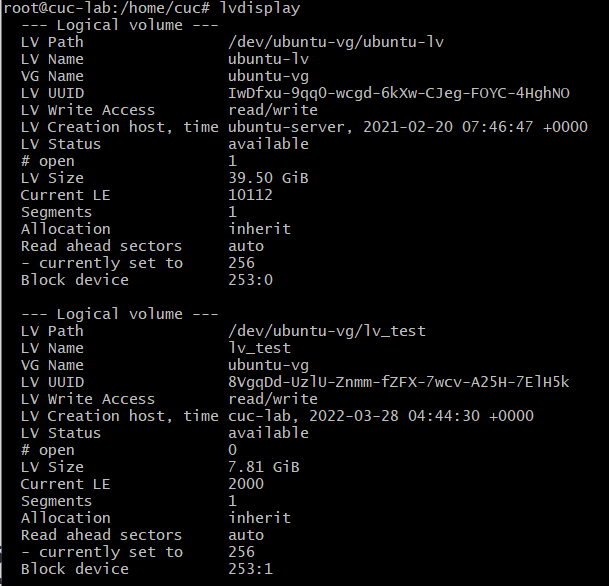 root@cuc-lab:/home/cuc# lvdisplay
--- Logical volume ---
LV Path /dev/ubuntu-vg/ubuntu-lv
LV Name ubuntu-lv
VG Name ubuntu-vg
LV UUID IwDfxu-9qq0-wcgd-6kXw-CJeg-FOYC-4HghNO
LV Write Access read/write
LV Creation host, time ubuntu-server, 2021-02-20 07:46:47 +0000
LV Status available
# open 1
LV Size 39.50 GiB
Current LE 10112
Segments 1
Allocation inherit
Read ahead sectors auto
- currently set to 256
Block device 253:0
--- Logical volume ---
LV Path /dev/ubuntu-vg/lv_test
LV Name lv_test
VG Name ubuntu-vg
LV UUID 8VgqDd-UzlU-Znmm-fZFX-7wcv-A25H-7ElH5k
LV Write Access read/write
LV Creation host, time cuc-lab, 2022-03-28 04:44:30 +0000
LV Status available
# open 0
LV Size 7.81 GiB
Current LE 2000
Segments 1
Allocation inherit
Read ahead sectors auto
- currently set to 256
Block device 253:1